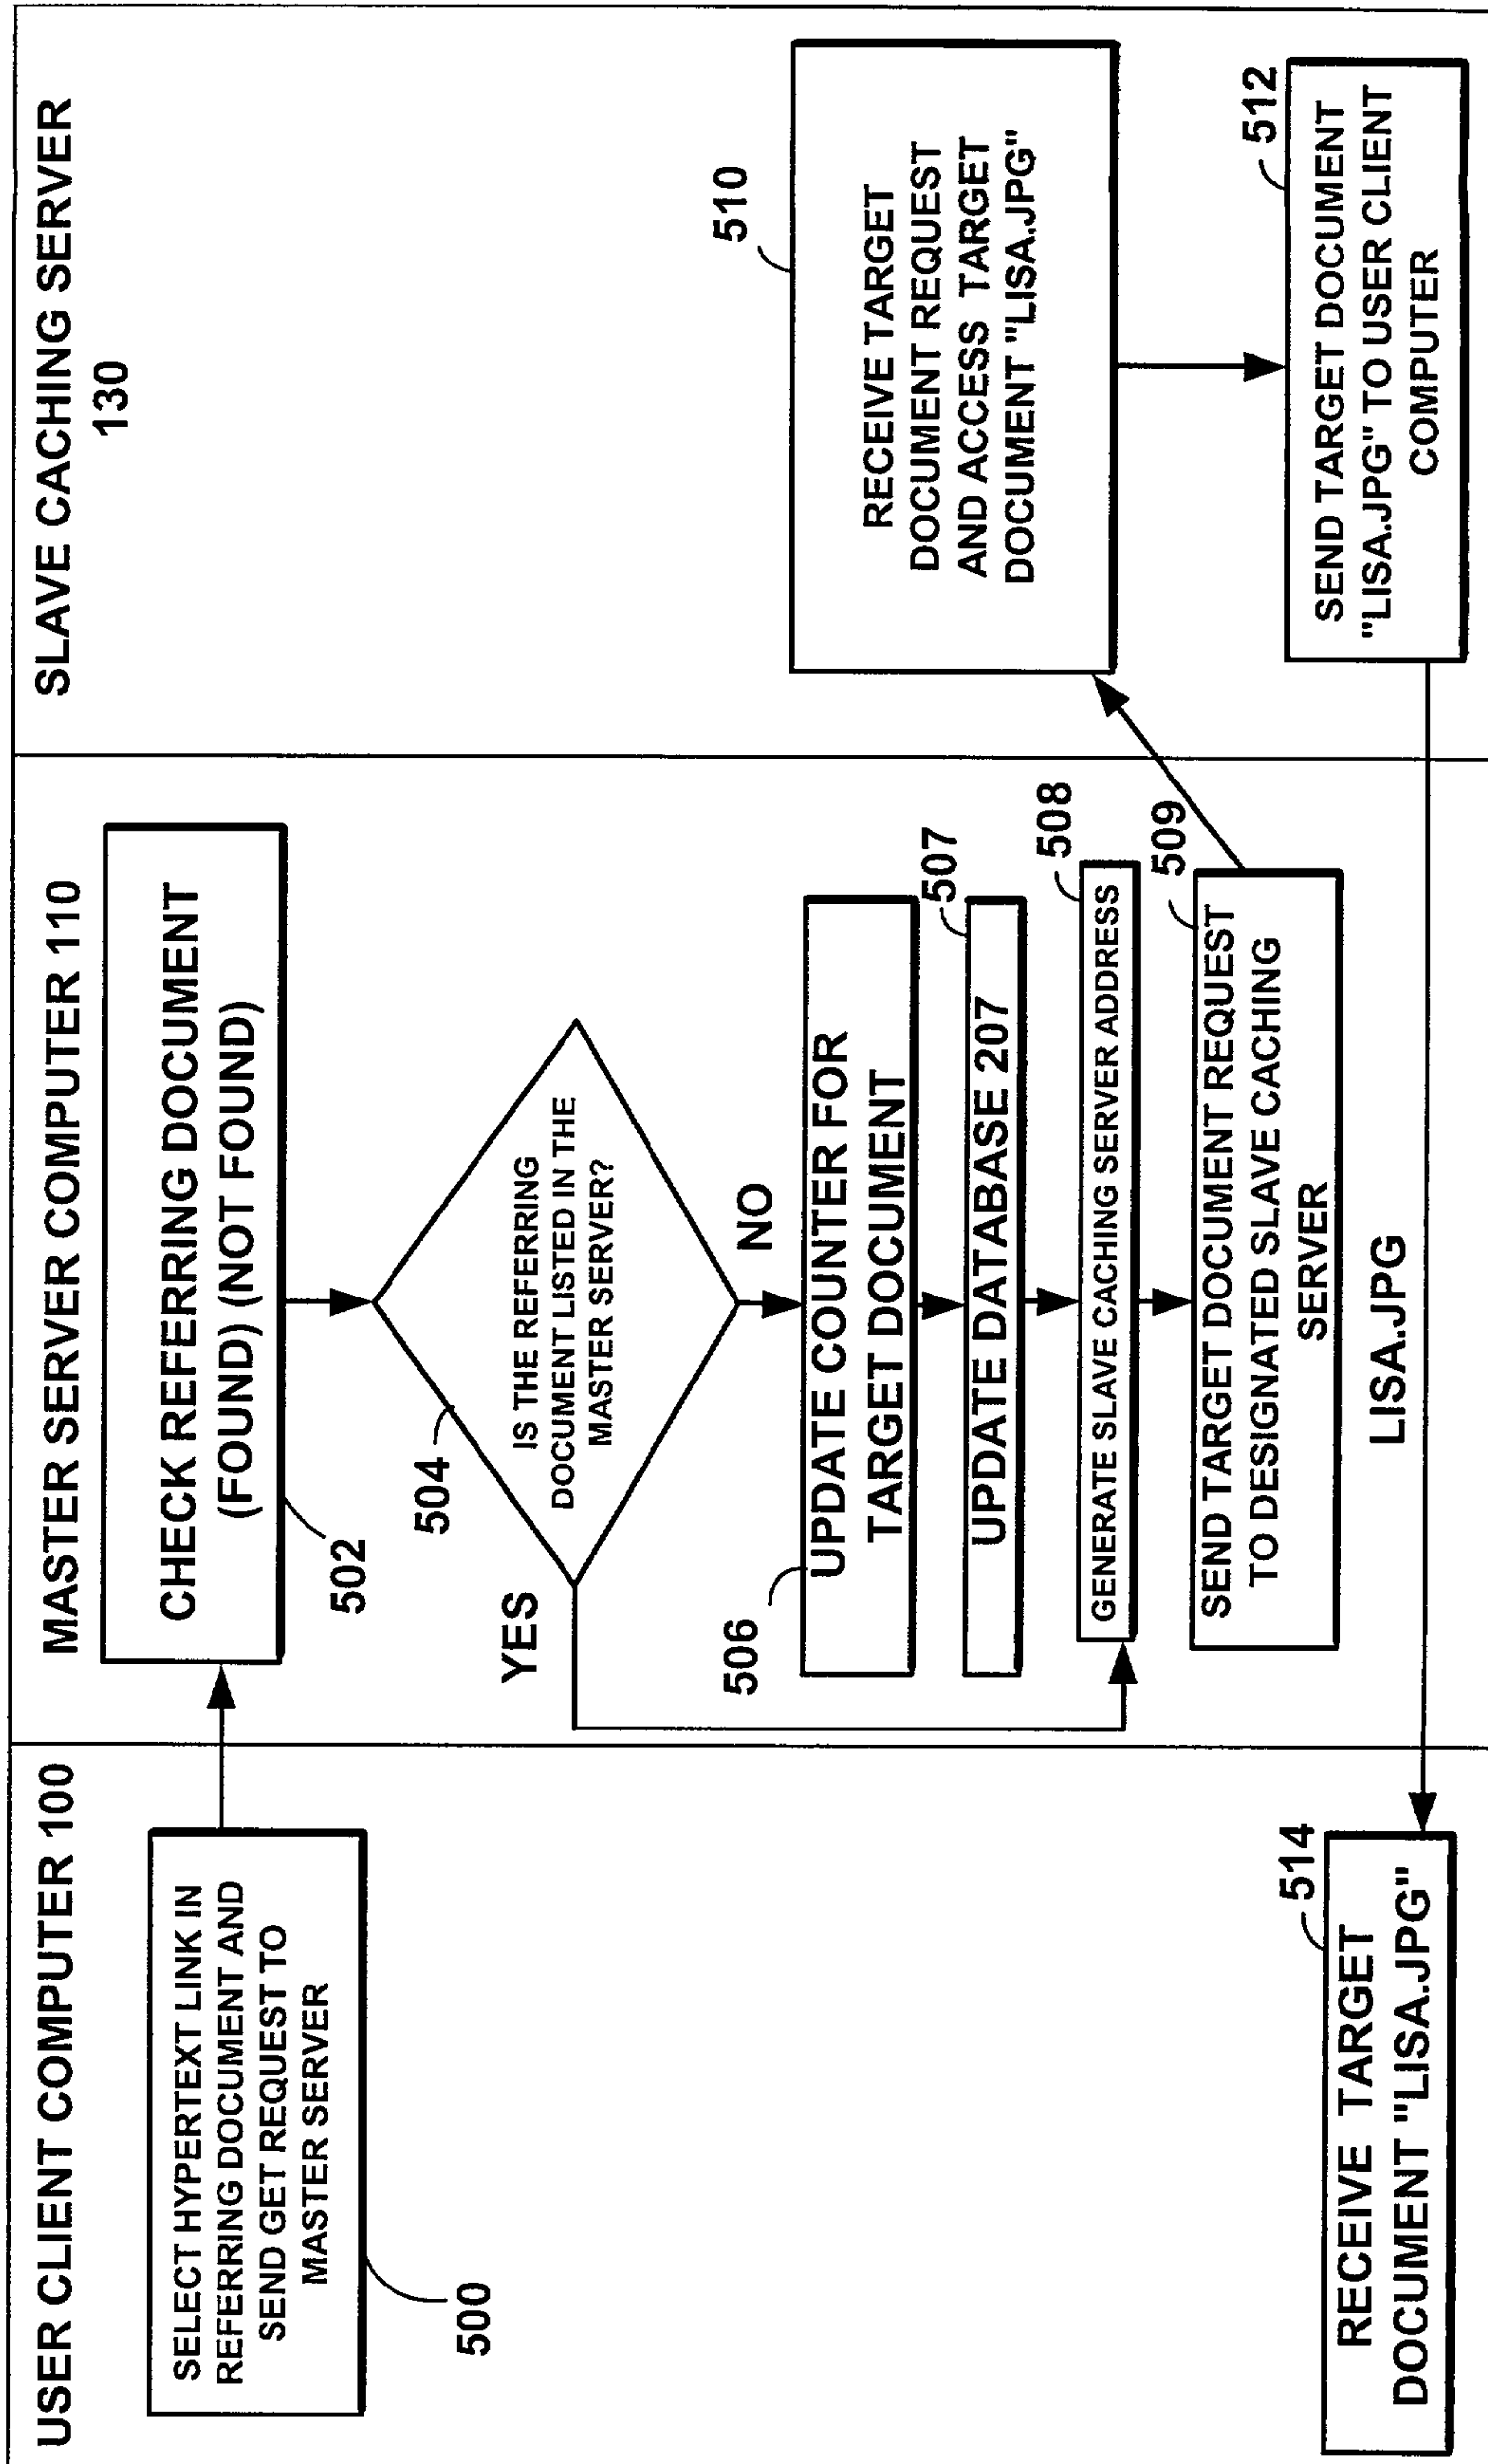 USER CLIENT COMPUTER 100
SELECT HYPERTEXT LINK IN
REFERRING DOCUMENT AND
SEND GET REQUEST TO
MASTER SERVER
500
RECEIVE TARGET
DOCUMENT "LISA.JPG"
514
MASTER SERVER COMPUTER 110
CHECK REFERRING DOCUMENT
(FOUND) (NOT FOUND)
502
IS THE REFERRING
DOCUMENT LISTED IN THE
MASTER SERVER?
504
YES
NO
UPDATE COUNTER FOR
TARGET DOCUMENT
506
UPDATE DATABASE 207
507
GENERATE SLAVE CACHING SERVER ADDRESS
508
SEND TARGET DOCUMENT REQUEST
TO DESIGNATED SLAVE CACHING
SERVER
509
LISA.JPG
SLAVE CACHING SERVER
130
RECEIVE TARGET
DOCUMENT REQUEST
AND ACCESS TARGET
DOCUMENT "LISA.JPG"
510
SEND TARGET DOCUMENT
"LISA.JPG" TO USER CLIENT
COMPUTER
512